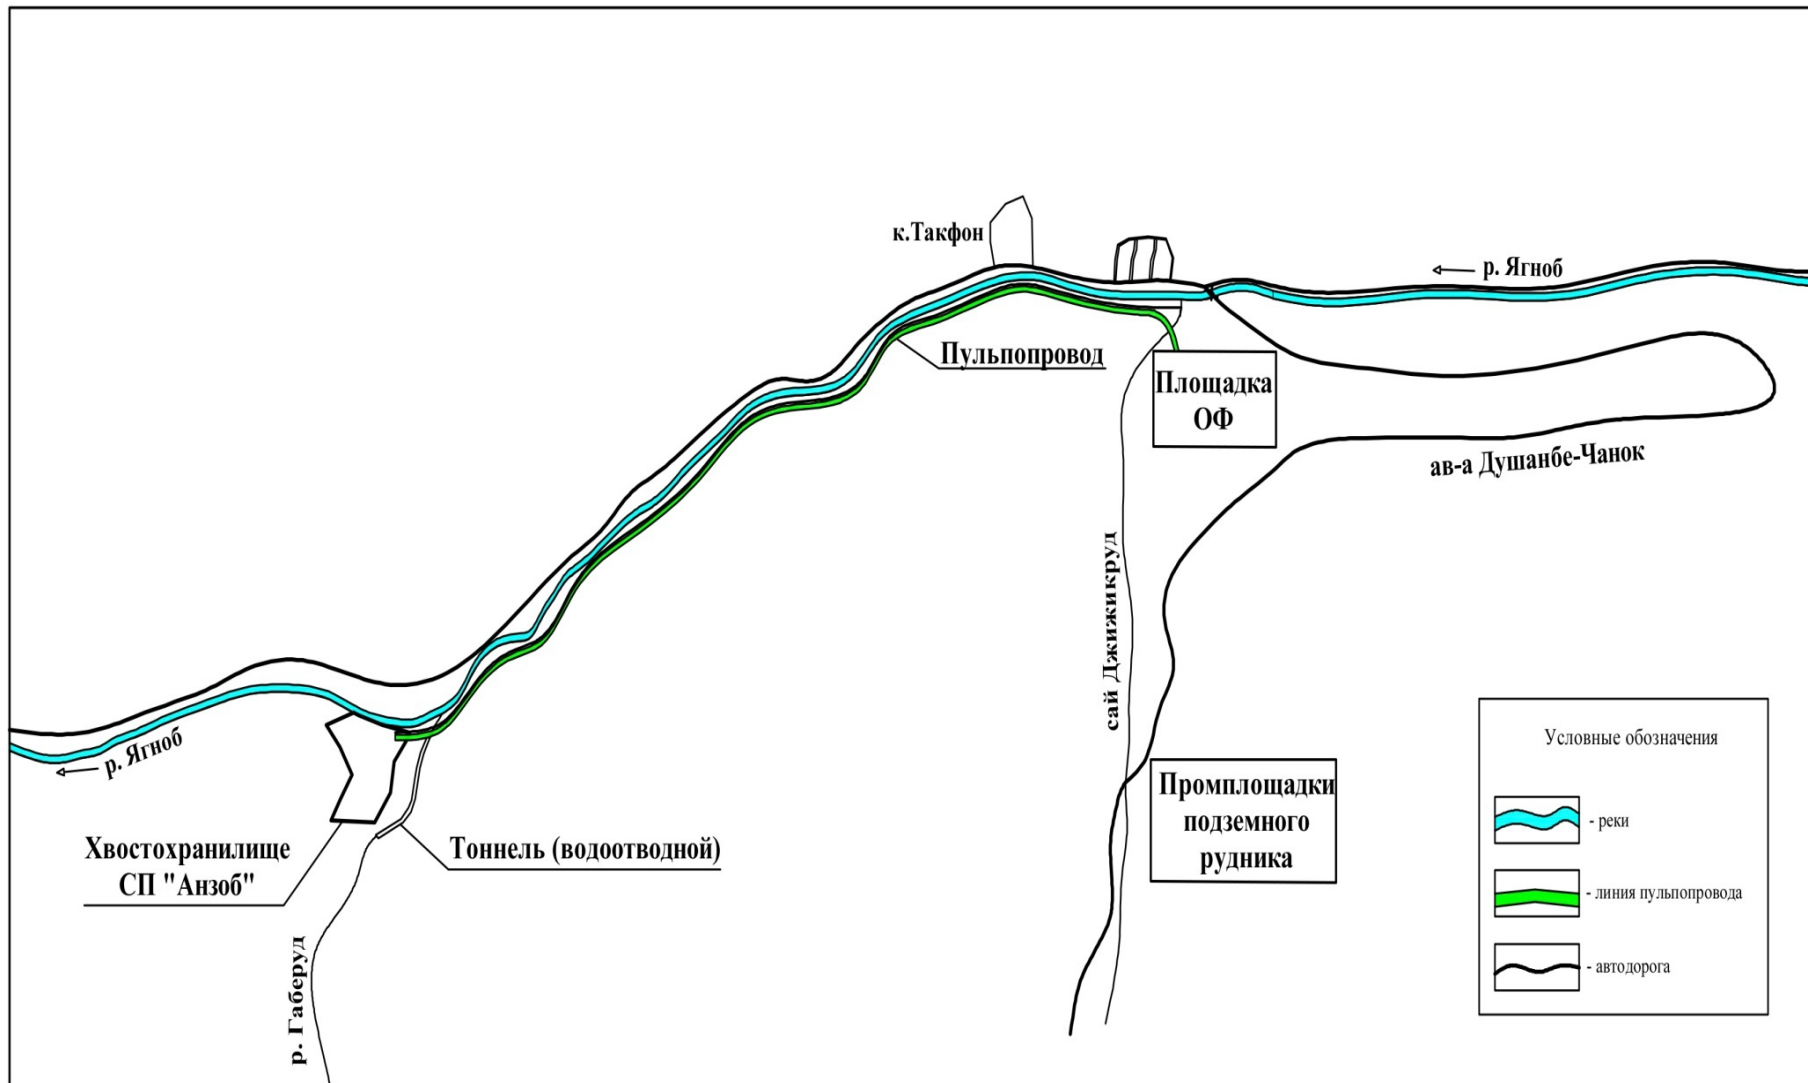 к.Такфон
р. Ягноб
Пульпопровод
Площадка
ОФ
ав-а Душанбе-Чанок
сай Джижикруд
р. Ягноб
Хвостохранилище
СП "Анзоб"
Тоннель (водоотводной)
р. Габеруд
Промплощадки
подземного
рудника
Условные обозначения
- реки
- линия пульпопровода
- автодорога